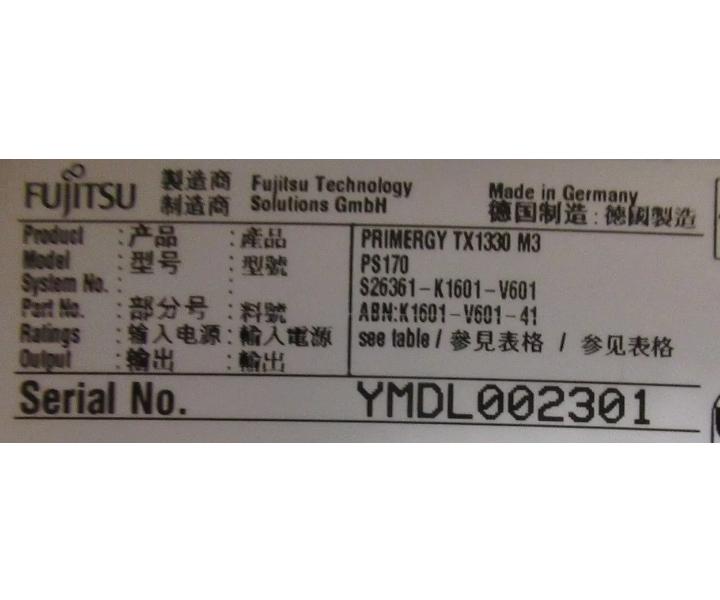 FUJITSU 製造商 Fujitsu Technology Made in Germany
制造商 Solutions GmbH 德国制造 : 德國製造
Product : 产品 : 產品 PRIMERGY TX1330 M3
Model : 型号 : 型號 PS170
System No. : : S26361-K1601-V601
Part No. : 部分号 : 料號 ABN:K1601-V601-41
Ratings : 输入电源 : 輸入電源 see table / 參見表格 / 参见表格
Output : 输出 : 輸出
Serial No. YMDL002301